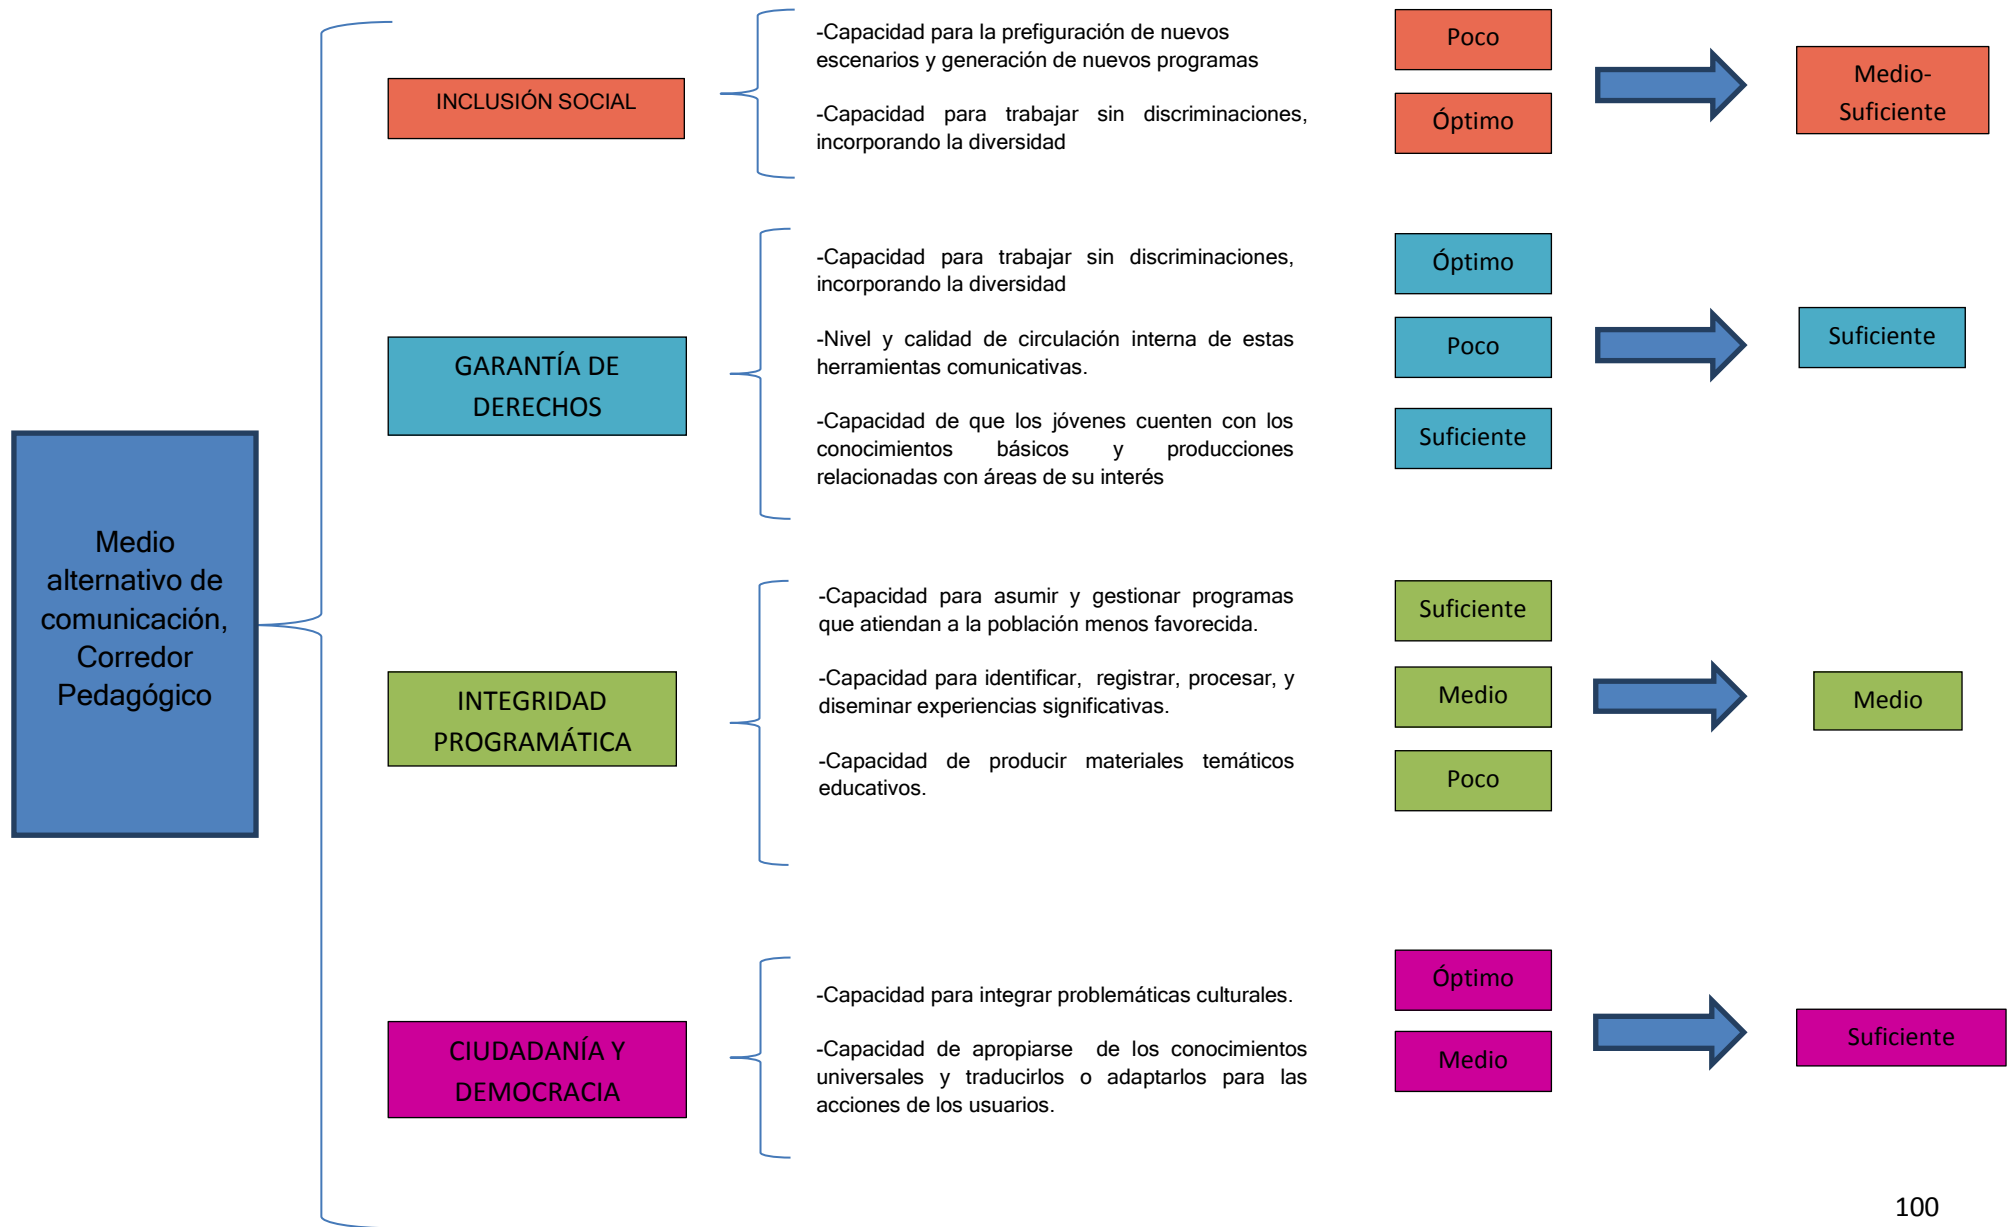 Medio
alternativo de
comunicación,
Corredor
Pedagógico
INCLUSIÓN SOCIAL
-Capacidad para la prefiguración de nuevos
escenarios y generación de nuevos programas
-Capacidad para trabajar sin discriminaciones,
incorporando la diversidad
Poco
Óptimo
Medio-
Suficiente
GARANTÍA DE
DERECHOS
-Capacidad para trabajar sin discriminaciones,
incorporando la diversidad
-Nivel y calidad de circulación interna de estas
herramientas comunicativas.
-Capacidad de que los jóvenes cuenten con los
conocimientos básicos y producciones
relacionadas con áreas de su interés
Óptimo
Poco
Suficiente
Suficiente
INTEGRIDAD
PROGRAMÁTICA
-Capacidad para asumir y gestionar programas
que atiendan a la población menos favorecida.
-Capacidad para identificar, registrar, procesar, y
diseminar experiencias significativas.
-Capacidad de producir materiales temáticos
educativos.
Suficiente
Medio
Poco
Medio
CIUDADANÍA Y
DEMOCRACIA
-Capacidad para integrar problemáticas culturales.
-Capacidad de apropiarse de los conocimientos
universales y traducirlos o adaptarlos para las
acciones de los usuarios.
Óptimo
Medio
Suficiente
100